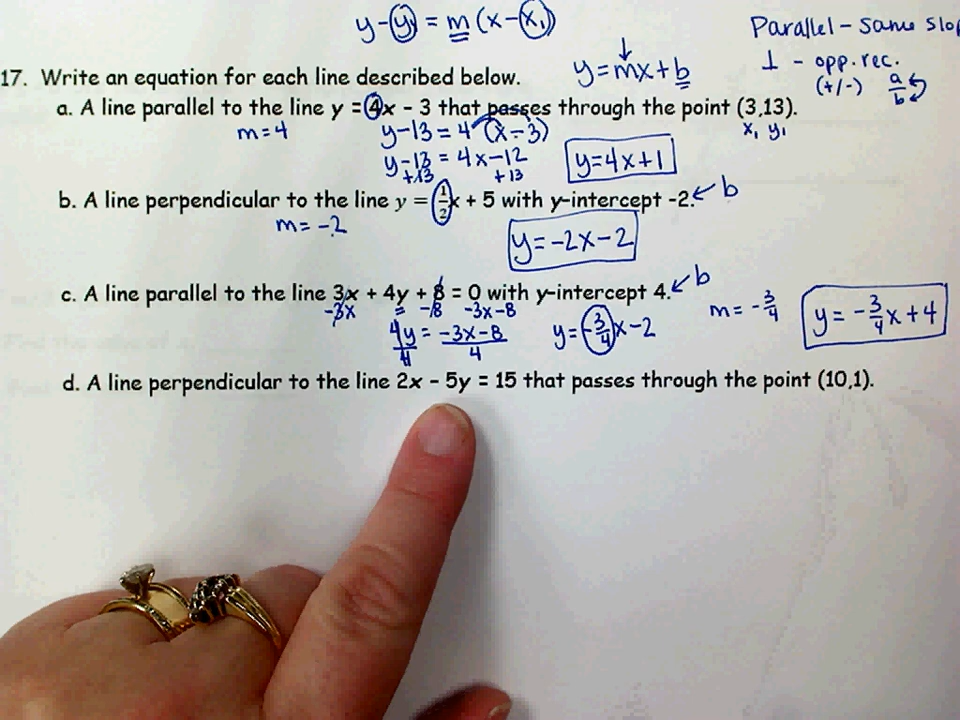 y - y₁ = m (x - x₁)
Parallel - same slop
y = mx + b
⊥ - opp. rec.
(+/-) a/b
17. Write an equation for each line described below.
a. A line parallel to the line y = 4x - 3 that passes through the point (3,13).
m = 4
y - 13 = 4 (x - 3)
x₁ y₁
y - 13 = 4x - 12
+13 +13
y = 4x + 1
b. A line perpendicular to the line y = 1/2 x + 5 with y-intercept -2. ← b
m = -2
y = -2x - 2
c. A line parallel to the line 3x + 4y + 8 = 0 with y-intercept 4. ← b
-3x -8 -3x - 8
4y = -3x - 8
4 4
y = -3/4 x - 2
m = -3/4
y = -3/4 x + 4
d. A line perpendicular to the line 2x - 5y = 15 that passes through the point (10,1).